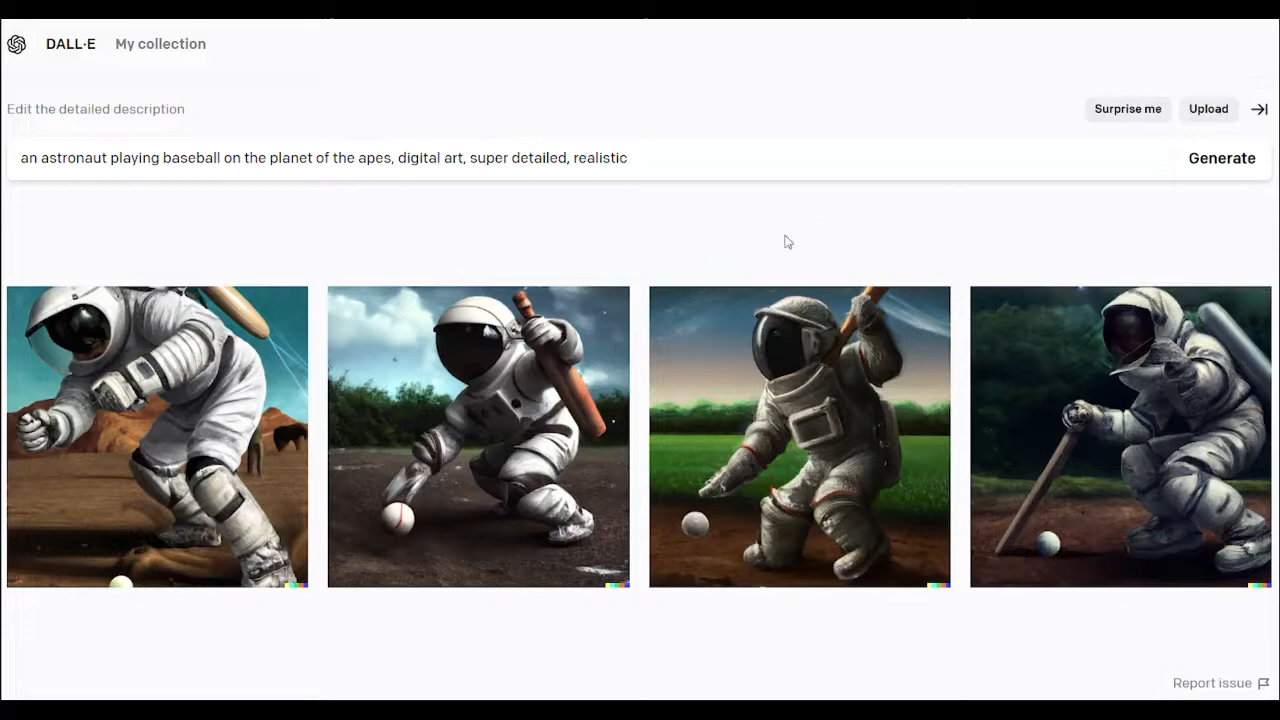 DALL·E My collection
Edit the detailed description Surprise me Upload
an astronaut playing baseball on the planet of the apes, digital art, super detailed, realistic Generate
Report issue